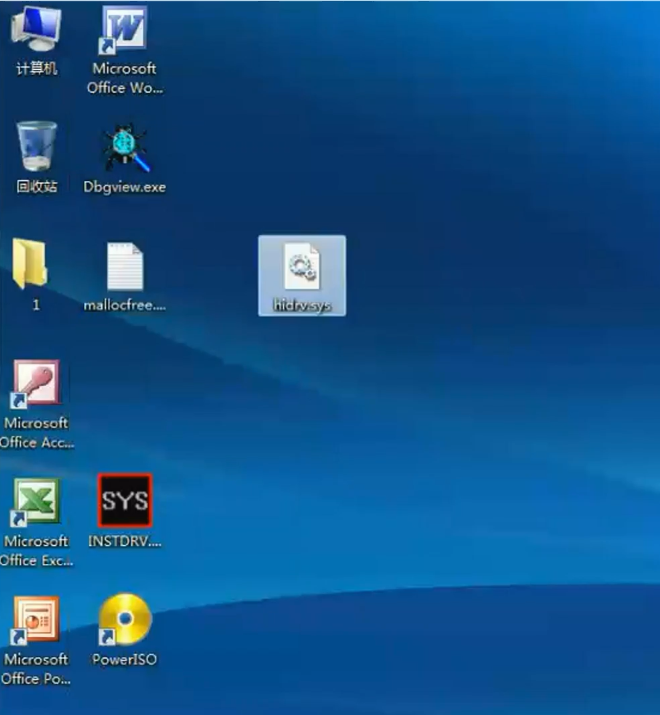 计算机
Microsoft
Office Wo...
回收站
Dbgview.exe
1
mallocfree....
hidrv.sys
Microsoft
Office Acc...
Microsoft
Office Exc...
SYS
INSTDRV....
Microsoft
Office Po...
PowerISO